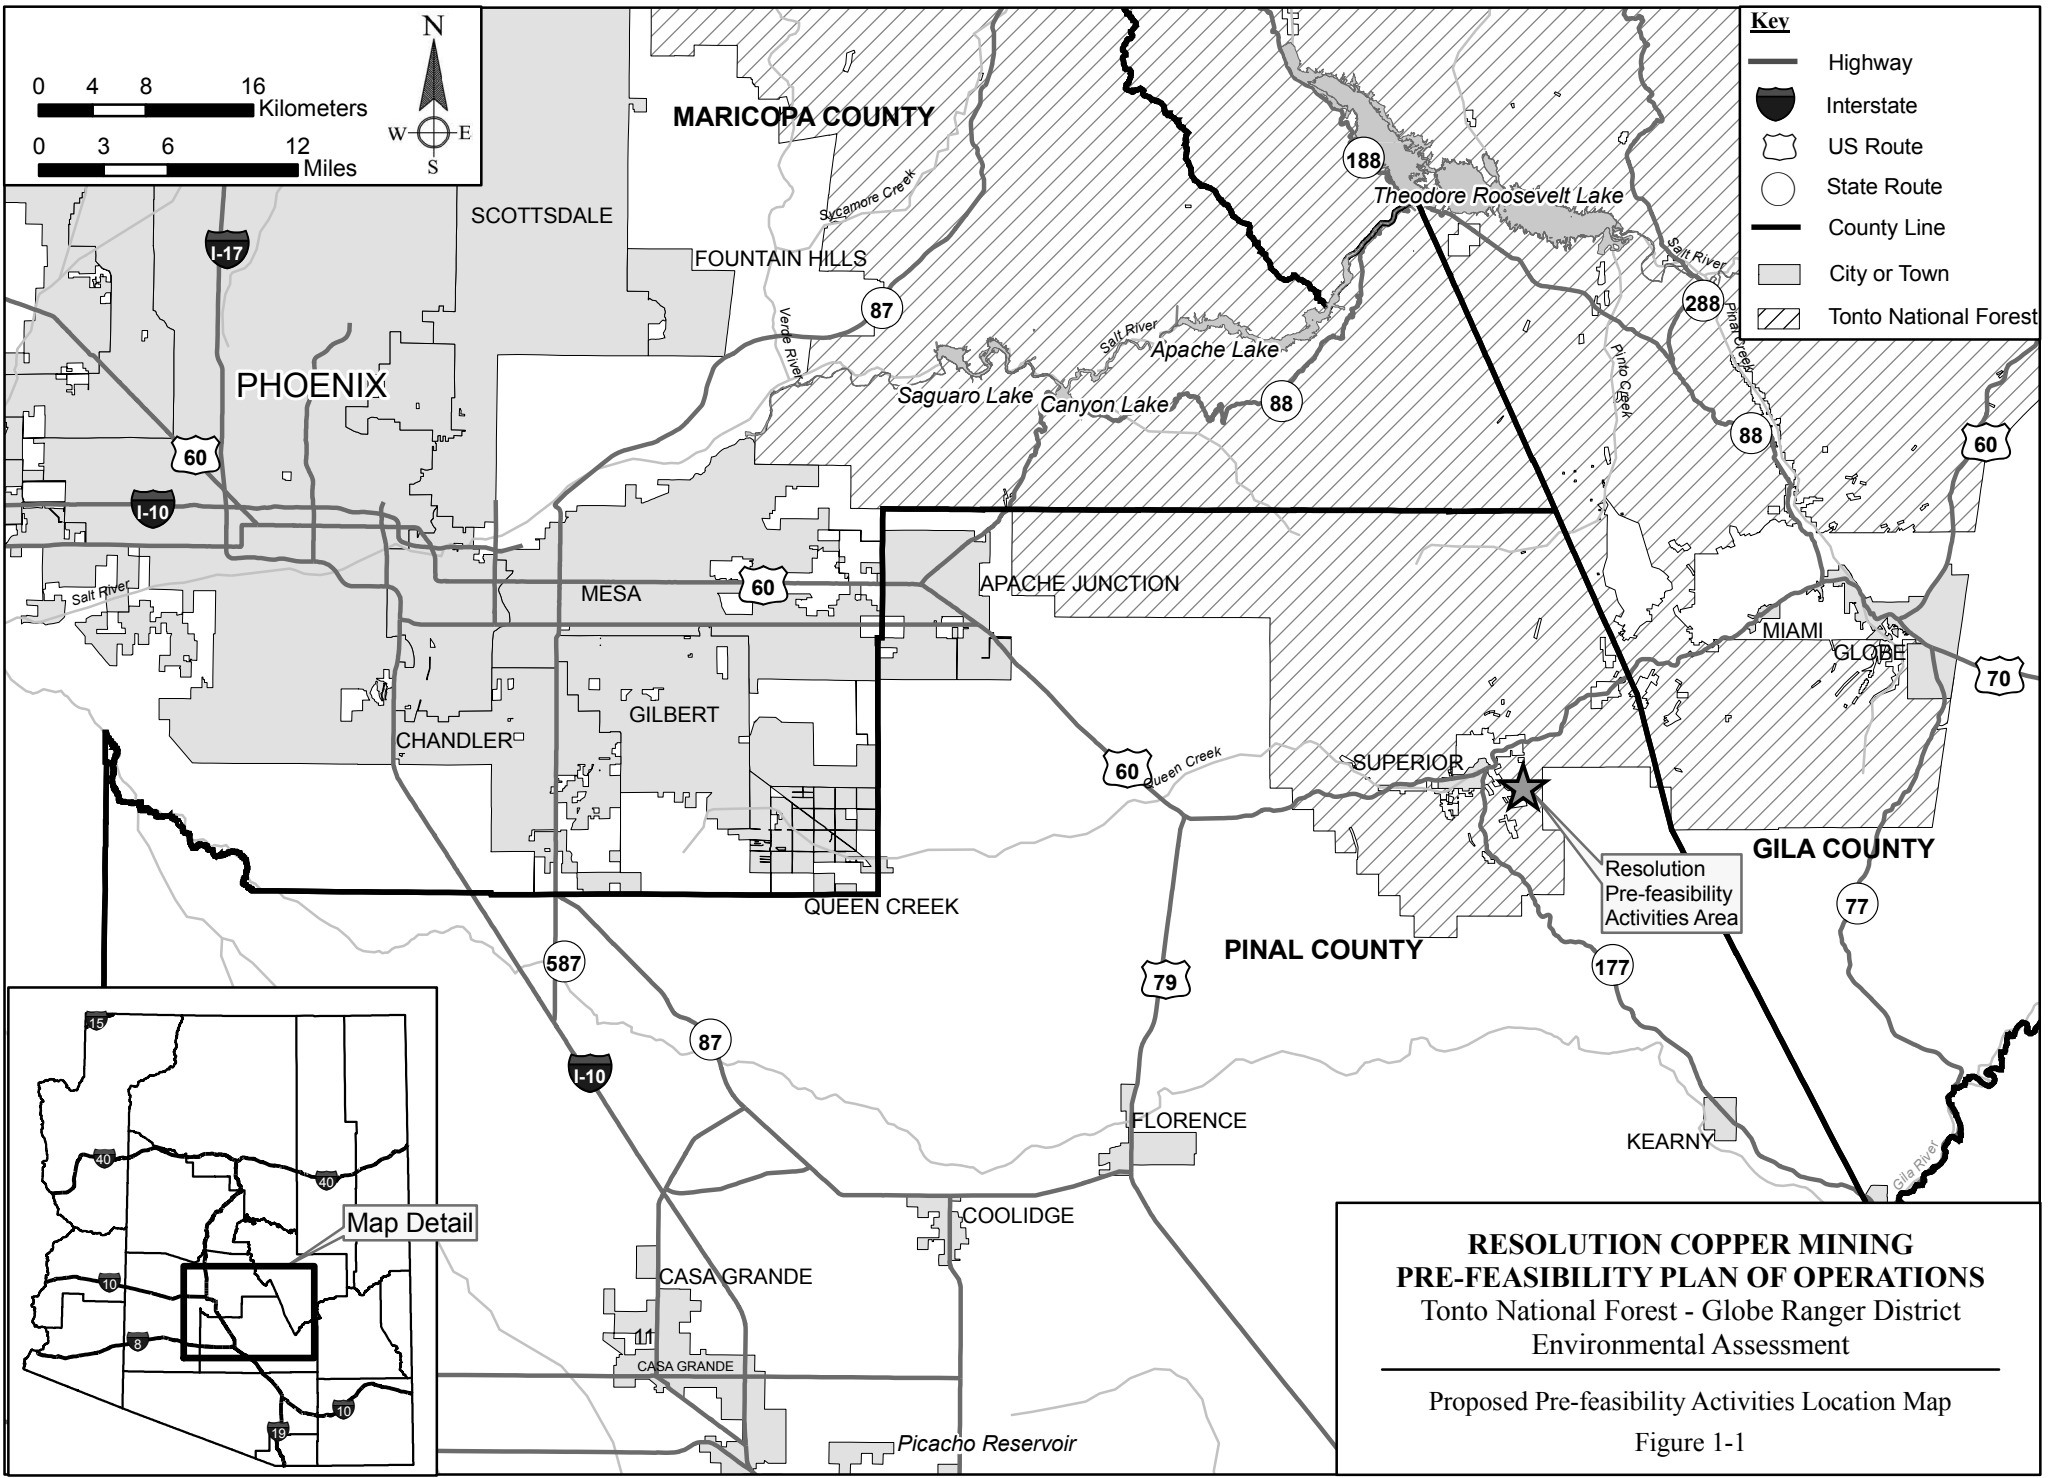 N
W
E
S
0 4 8 16
Kilometers
0 3 6 12
Miles
Key
Highway
Interstate
US Route
State Route
County Line
City or Town
Tonto National Forest
MARICOPA COUNTY
188
Theodore Roosevelt Lake
Sycamore Creek
SCOTTSDALE
FOUNTAIN HILLS
I-17
87
Verde River
Salt River
288
Pinal Creek
Pinto Creek
Salt River
Apache Lake
PHOENIX
Saguaro Lake
Canyon Lake
88
88
60
60
I-10
Salt River
MESA
60
APACHE JUNCTION
MIAMI
GLOBE
70
GILBERT
CHANDLER
60
Queen Creek
SUPERIOR
GILA COUNTY
Resolution
Pre-feasibility
Activities Area
77
QUEEN CREEK
PINAL COUNTY
587
79
177
87
I-10
FLORENCE
KEARNY
Gila River
COOLIDGE
CASA GRANDE
CASA GRANDE
Picacho Reservoir
15
40
40
Map Detail
10
8
10
19
RESOLUTION COPPER MINING
PRE-FEASIBILITY PLAN OF OPERATIONS
Tonto National Forest - Globe Ranger District
Environmental Assessment
Proposed Pre-feasibility Activities Location Map
Figure 1-1